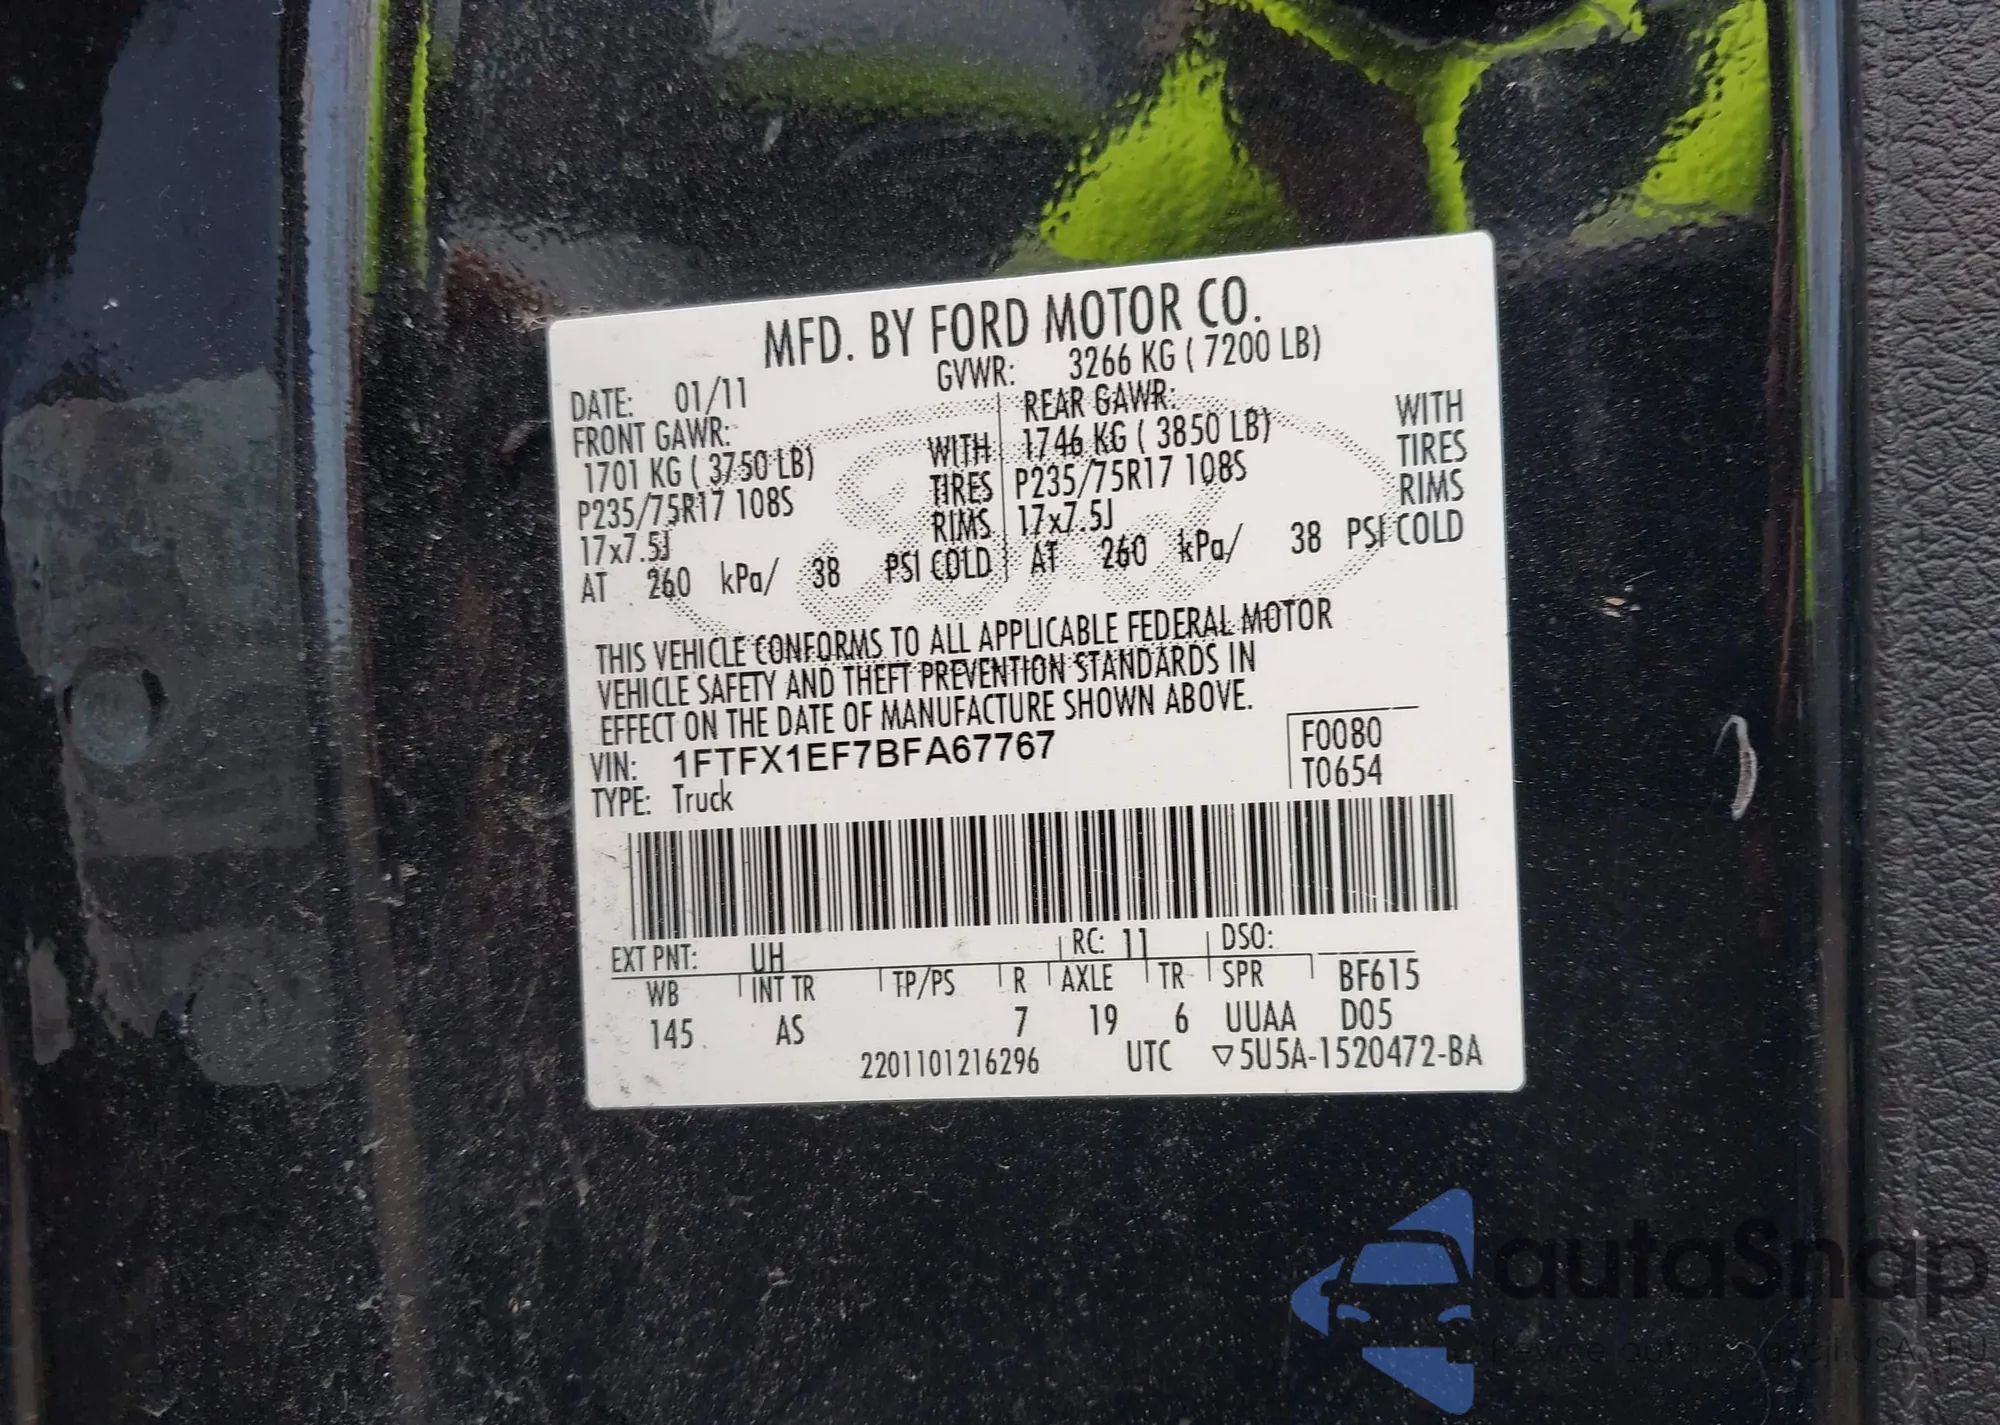 MFD. BY FORD MOTOR CO.
DATE: 01/11 GVWR: 3266 KG ( 7200 LB)
FRONT GAWR: REAR GAWR:
1701 KG ( 3750 LB) WITH 1746 KG ( 3850 LB) WITH
P235/75R17 108S TIRES P235/75R17 108S TIRES
17x7.5J RIMS 17x7.5J RIMS
AT 260 kPa/ 38 PSI COLD AT 260 kPa/ 38 PSI COLD
THIS VEHICLE CONFORMS TO ALL APPLICABLE FEDERAL MOTOR
VEHICLE SAFETY AND THEFT PREVENTION STANDARDS IN
EFFECT ON THE DATE OF MANUFACTURE SHOWN ABOVE.
VIN: 1FTFX1EF7BFA67767 F0080
TYPE: Truck T0654
EXT PNT: UH RC: 11 DSO:
WB INT TR TP/PS R AXLE TR SPR BF615
145 AS 7 19 6 UUAA D05
2201101216296 UTC ▽5U5A-1520472-BA
autaSnap